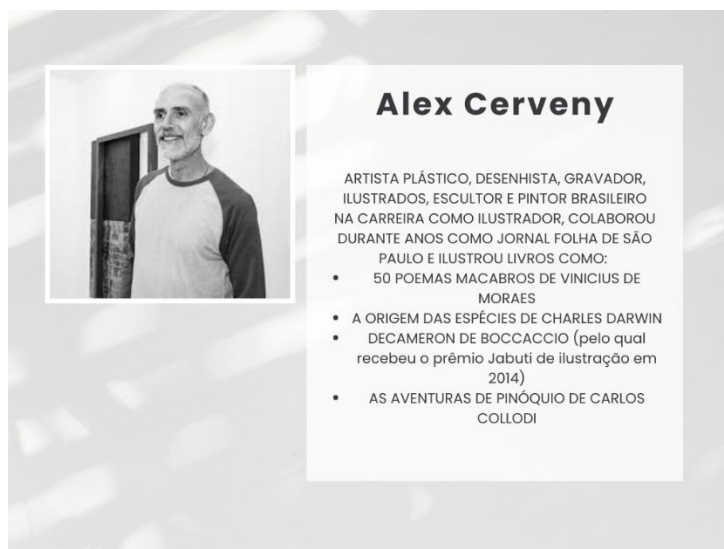 Alex Cerveny
ARTISTA PLÁSTICO, DESENHISTA, GRAVADOR,
ILUSTRADOS, ESCULTOR E PINTOR BRASILEIRO
NA CARREIRA COMO ILUSTRADOR, COLABOROU
DURANTE ANOS COMO JORNAL FOLHA DE SÃO
PAULO E ILUSTROU LIVROS COMO:
• 50 POEMAS MACABROS DE VINICIUS DE
MORAES
• A ORIGEM DAS ESPÉCIES DE CHARLES DARWIN
• DECAMERON DE BOCCACCIO (pelo qual
recebeu o prêmio Jabuti de ilustração em
2014)
• AS AVENTURAS DE PINÓQUIO DE CARLOS
COLLODI